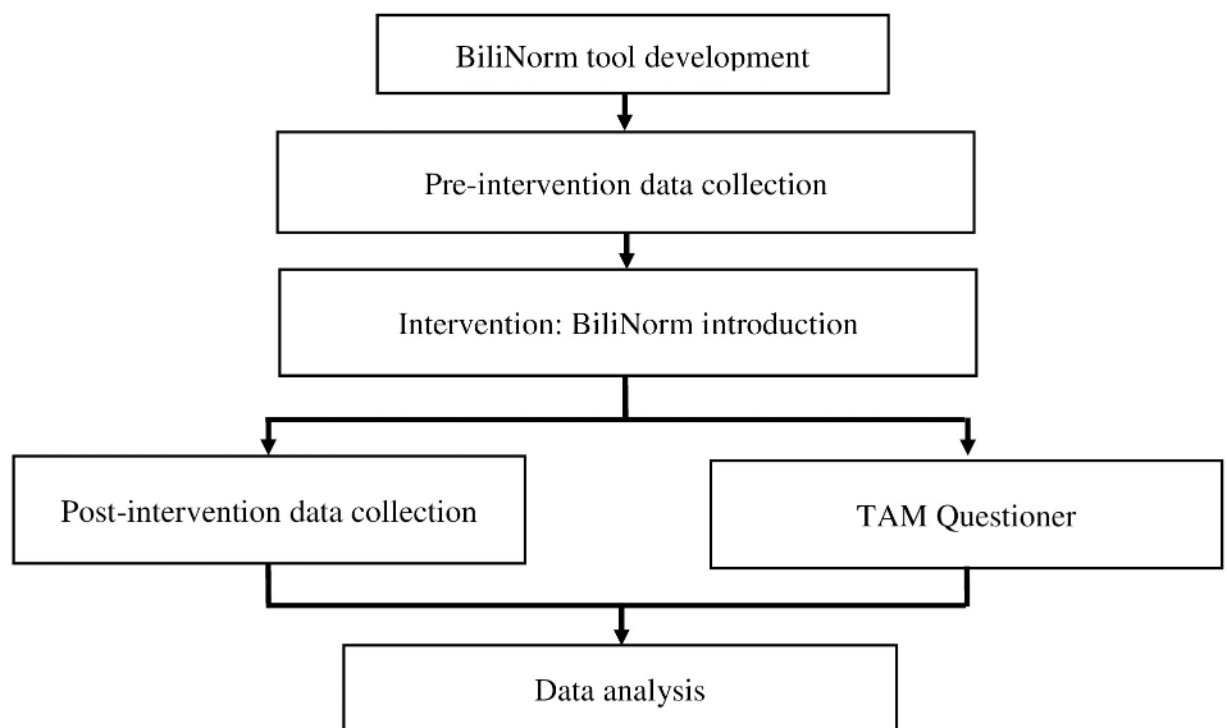 BiliNorm tool development
Pre-intervention data collection
Intervention: BiliNorm introduction
Post-intervention data collection
TAM Questioner
Data analysis